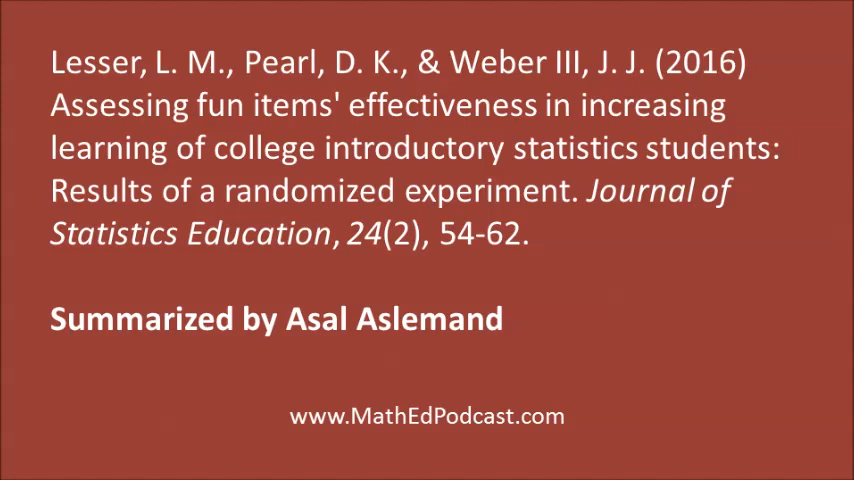 Lesser, L. M., Pearl, D. K., & Weber III, J. J. (2016)
Assessing fun items' effectiveness in increasing
learning of college introductory statistics students:
Results of a randomized experiment. Journal of
Statistics Education, 24(2), 54-62.
Summarized by Asal Aslemand
www.MathEdPodcast.com